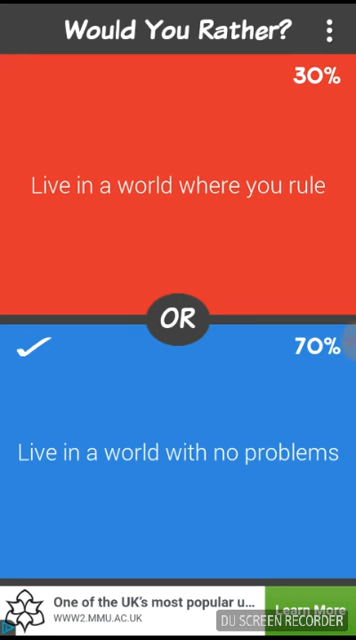 Would You Rather?
30%
Live in a world where you rule
OR
70%
Live in a world with no problems
One of the UK's most popular u...
WWW2.MMU.AC.UK
Learn More
DU SCREEN RECORDER